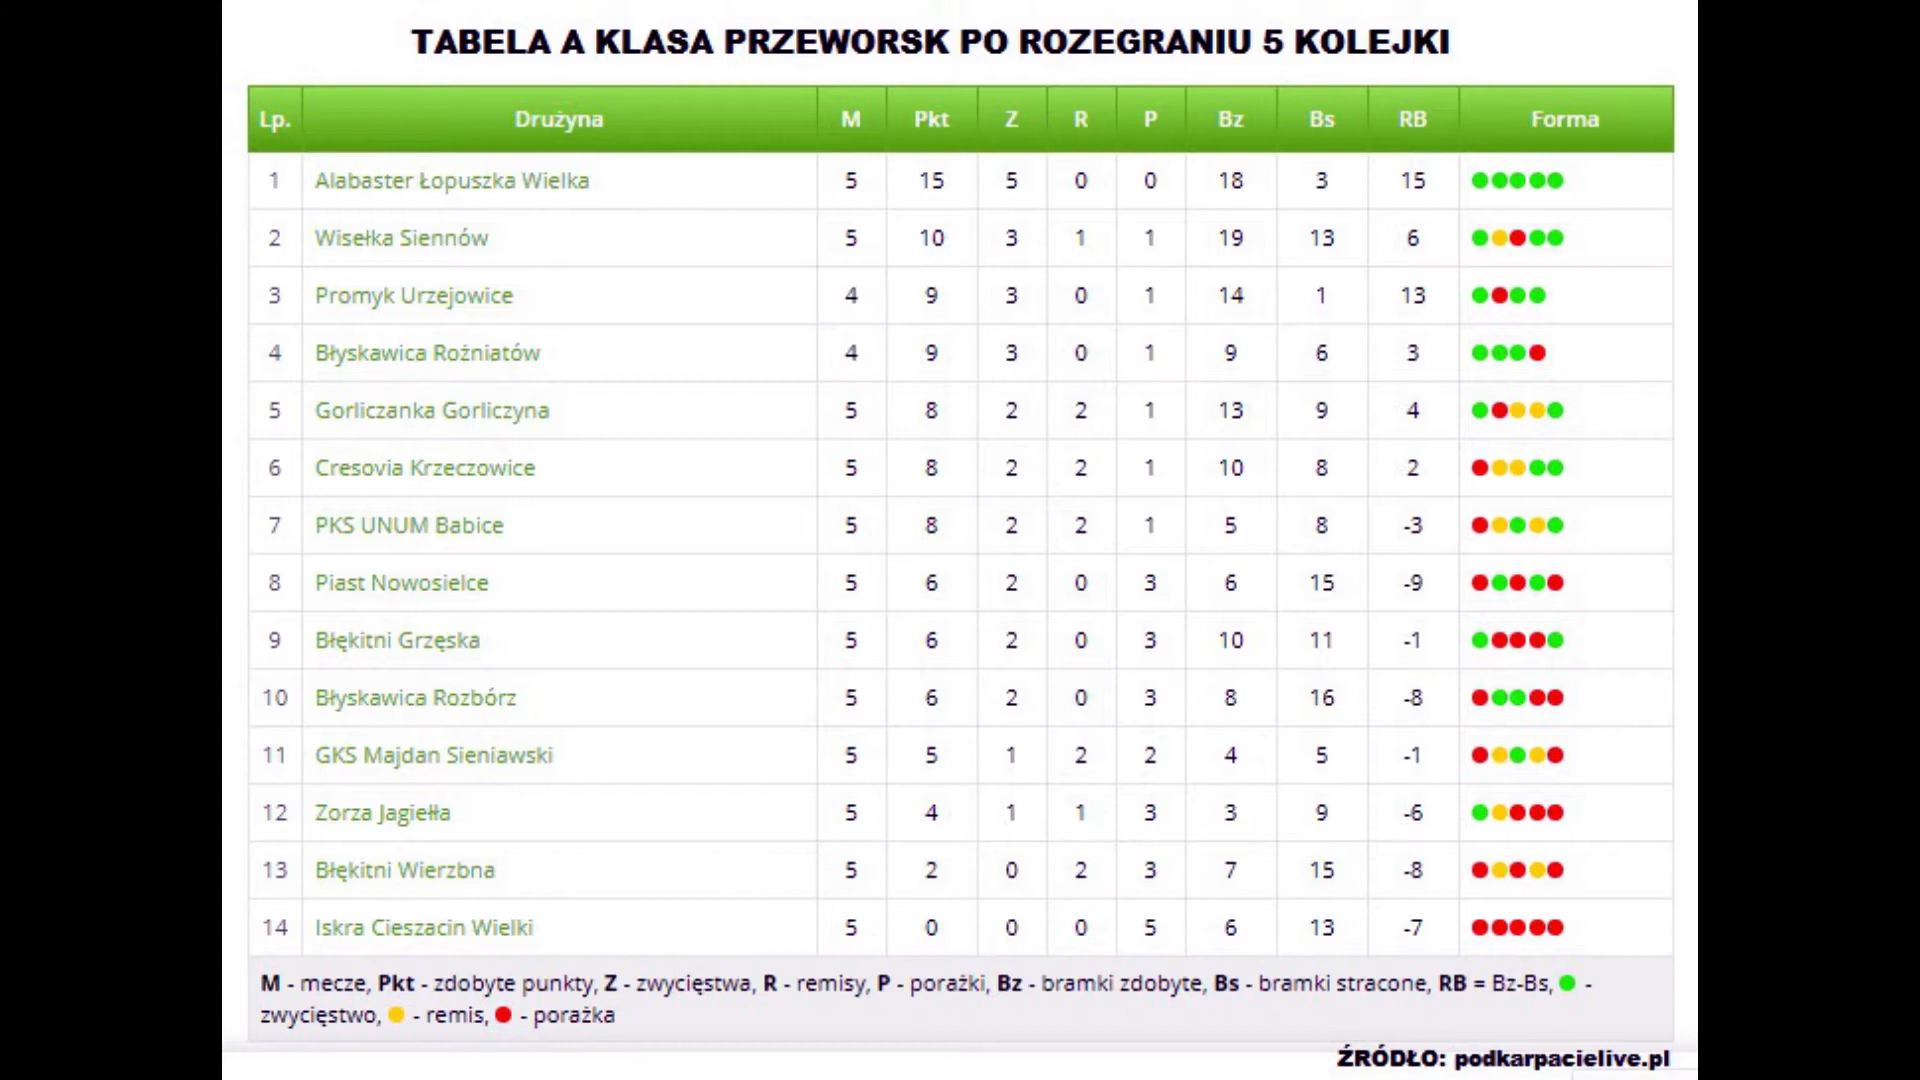 TABELA A KLASA PRZEWORSK PO ROZEGRANIU 5 KOLEJKI
Lp. Drużyna M Pkt Z R P Bz Bs RB Forma
1 Alabaster Łopuszka Wielka 5 15 5 0 0 18 3 15
2 Wisełka Siennów 5 10 3 1 1 19 13 6
3 Promyk Urzejowice 4 9 3 0 1 14 1 13
4 Błyskawica Rożniatów 4 9 3 0 1 9 6 3
5 Gorliczanka Gorliczyna 5 8 2 2 1 13 9 4
6 Cresovia Krzeczowice 5 8 2 2 1 10 8 2
7 PKS UNUM Babice 5 8 2 2 1 5 8 -3
8 Piast Nowosielce 5 6 2 0 3 6 15 -9
9 Błękitni Grzęska 5 6 2 0 3 10 11 -1
10 Błyskawica Rozbórz 5 6 2 0 3 8 16 -8
11 GKS Majdan Sieniawski 5 5 1 2 2 4 5 -1
12 Zorza Jagiełła 5 4 1 1 3 3 9 -6
13 Błękitni Wierzbna 5 2 0 2 3 7 15 -8
14 Iskra Cieszacin Wielki 5 0 0 0 5 6 13 -7
M - mecze, Pkt - zdobyte punkty, Z - zwycięstwa, R - remisy, P - porażki, Bz - bramki zdobyte, Bs - bramki stracone, RB = Bz-Bs, -
zwycięstwo, - remis, - porażka
ŹRÓDŁO: podkarpacielive.pl